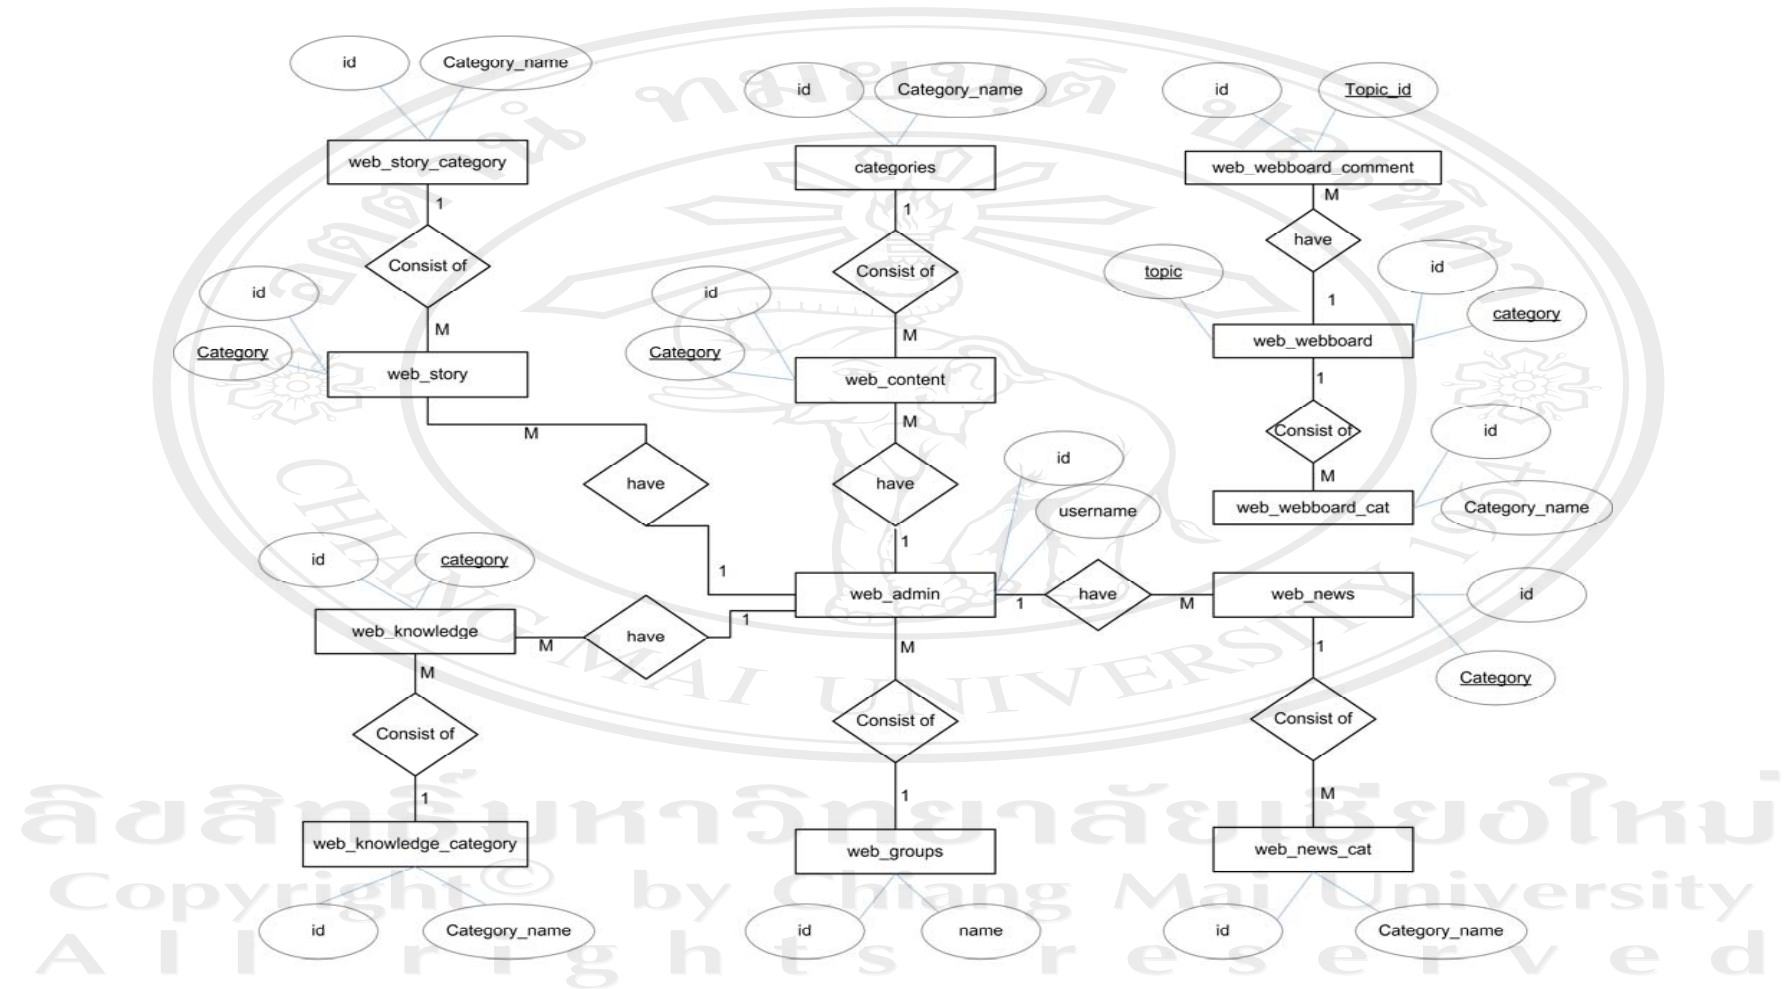 id
Category_name
web_story_category
1
Consist of
M
id
Category
web_story
M
have
1
id
Category_name
categories
1
Consist of
M
id
Category
web_content
M
have
1
id
Topic_id
web_webboard_comment
M
have
1
topic
id
category
web_webboard
1
Consist of
M
id
Category_name
web_webboard_cat
id
username
web_admin
1
have
M
web_news
id
Category
1
Consist of
M
web_news_cat
id
Category_name
id
category
web_knowledge
M
have
1
M
Consist of
1
web_knowledge_category
id
Category_name
M
Consist of
1
web_groups
id
name
CHIANG MAI UNIVERSITY 1964
ลิขสิทธิ์มหาวิทยาลัยเชียงใหม่
Copyright© by Chiang Mai University
All rights reserved